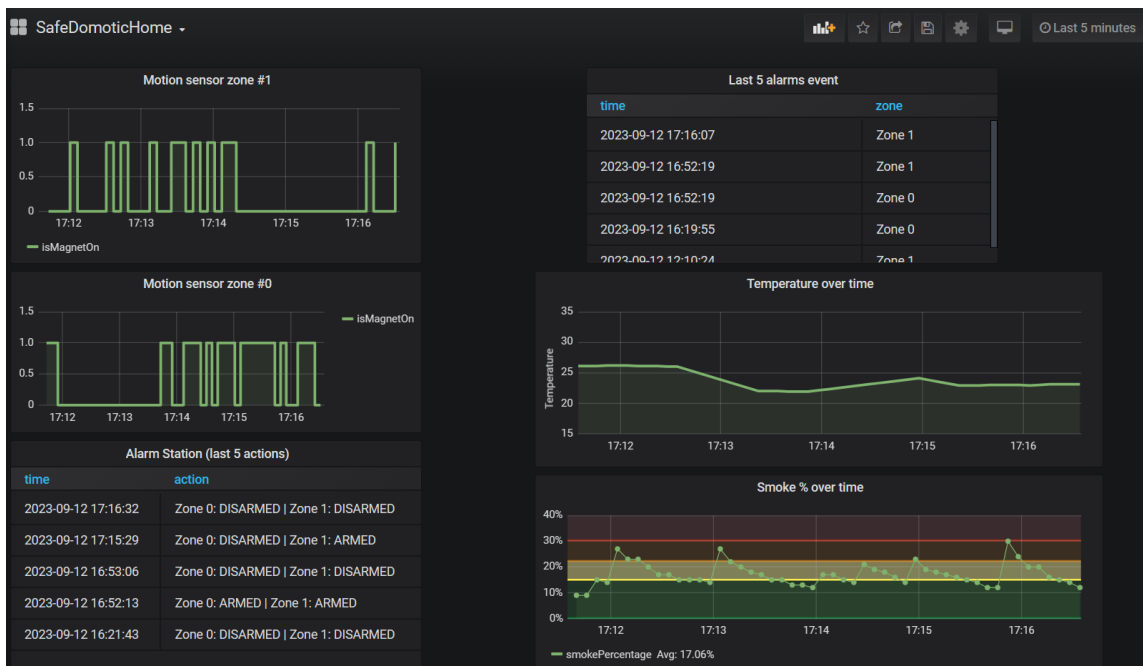 SafeDomoticHome
Last 5 minutes
Motion sensor zone #1
1.5
1.0
0.5
0
17:12 17:13 17:14 17:15 17:16
isMagnetOn
Last 5 alarms event
time zone
2023-09-12 17:16:07 Zone 1
2023-09-12 16:52:19 Zone 1
2023-09-12 16:52:19 Zone 0
2023-09-12 16:19:55 Zone 0
2023-09-12 12:10:24 Zone 1
Motion sensor zone #0
1.5
1.0
0.5
0
17:12 17:13 17:14 17:15 17:16
isMagnetOn
Temperature over time
Temperature
35
30
25
20
15
17:12 17:13 17:14 17:15 17:16
Alarm Station (last 5 actions)
time action
2023-09-12 17:16:32 Zone 0: DISARMED | Zone 1: DISARMED
2023-09-12 17:15:29 Zone 0: DISARMED | Zone 1: ARMED
2023-09-12 16:53:06 Zone 0: DISARMED | Zone 1: DISARMED
2023-09-12 16:52:13 Zone 0: ARMED | Zone 1: ARMED
2023-09-12 16:21:43 Zone 0: DISARMED | Zone 1: DISARMED
Smoke % over time
40%
30%
20%
10%
0%
17:12 17:13 17:14 17:15 17:16
smokePercentage Avg: 17.06%